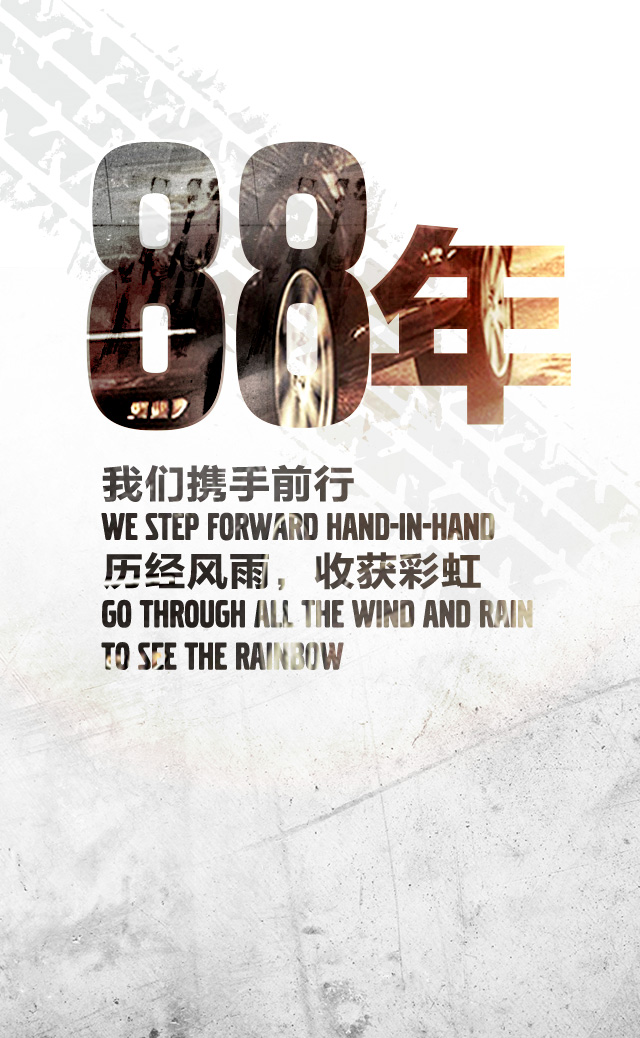 88年
我们携手前行
WE STEP FORWARD HAND-IN-HAND
历经风雨，收获彩虹
GO THROUGH ALL THE WIND AND RAIN
TO SEE THE RAINBOW